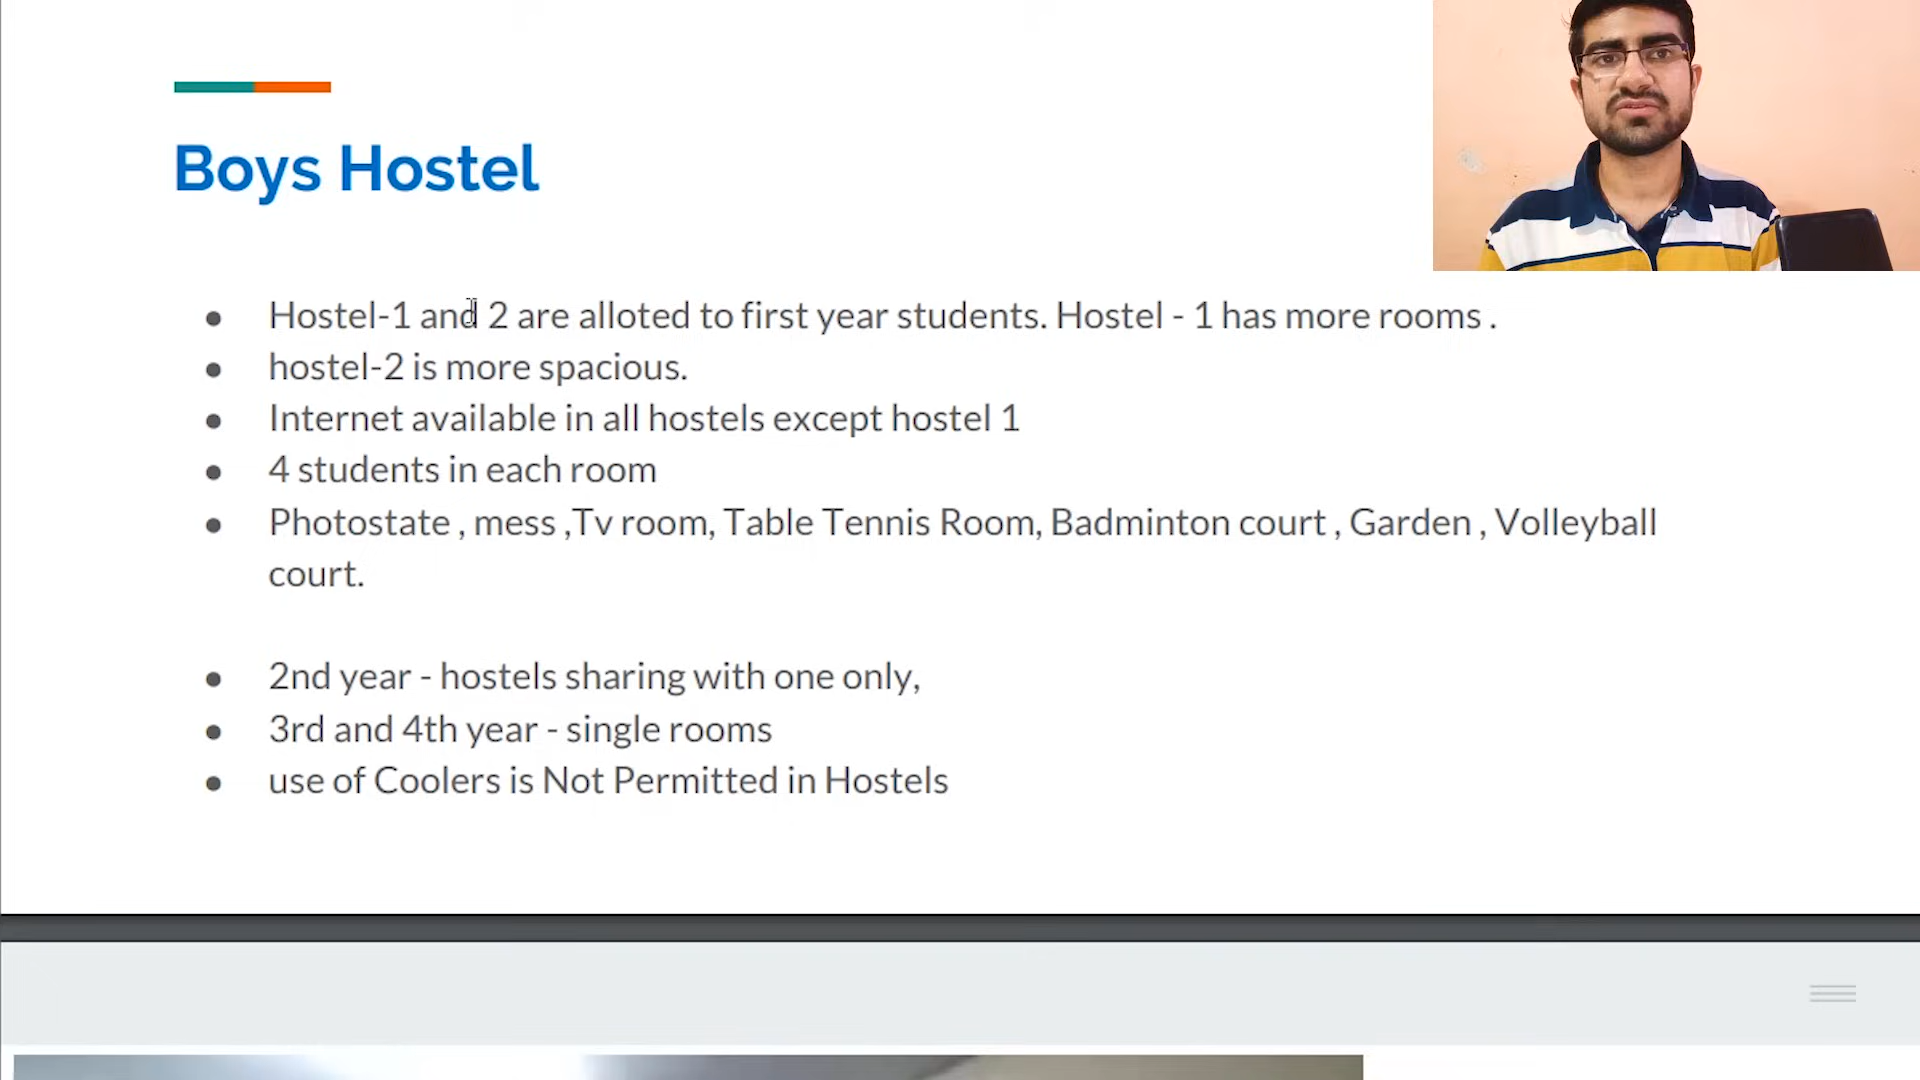 Boys Hostel
Hostel-1 and 2 are alloted to first year students. Hostel - 1 has more rooms .
hostel-2 is more spacious.
Internet available in all hostels except hostel 1
4 students in each room
Photostate , mess ,Tv room, Table Tennis Room, Badminton court , Garden , Volleyball
court.
2nd year - hostels sharing with one only,
3rd and 4th year - single rooms
use of Coolers is Not Permitted in Hostels